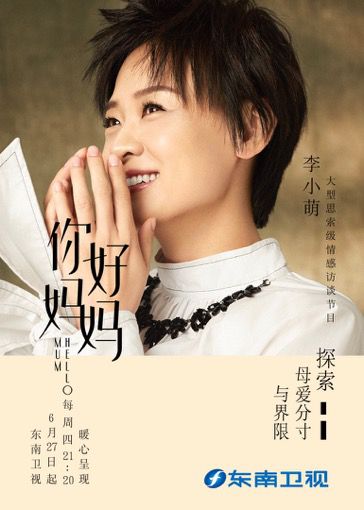 李小萌
大型思索级情感访谈节目
你好
妈妈
HELLO
MUM
探索
母爱分寸
与界限
每周四21:20
6月27日起
东南卫视
暖心呈现
东南卫视